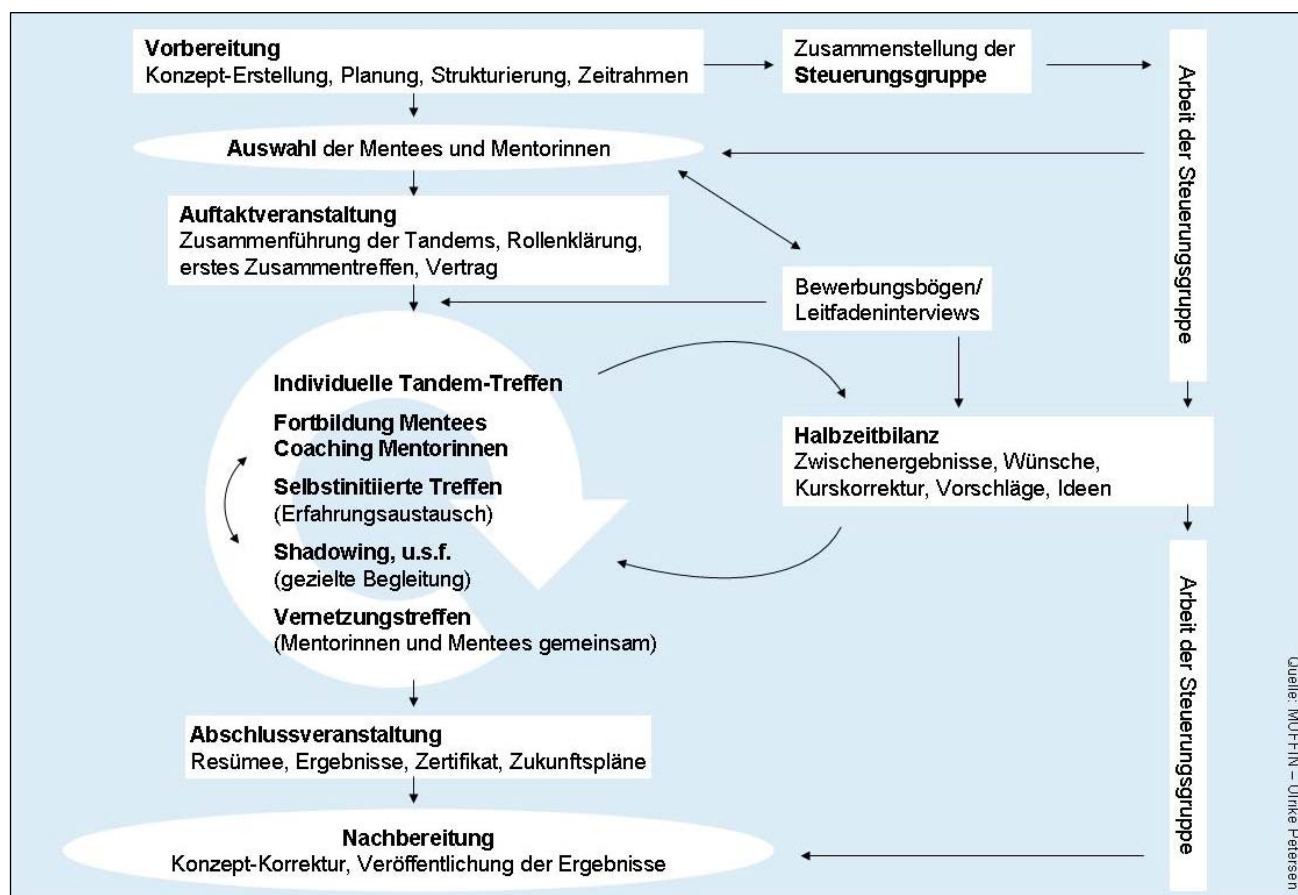 Vorbereitung
Konzept-Erstellung, Planung, Strukturierung, Zeitrahmen
Zusammenstellung der
Steuerungsgruppe
Arbeit der Steuerungsgruppe
Auswahl der Mentees und Mentorinnen
Auftaktveranstaltung
Zusammenführung der Tandems, Rollenklärung,
erstes Zusammentreffen, Vertrag
Bewerbungsbögen/
Leitfadeninterviews
Individuelle Tandem-Treffen
Fortbildung Mentees
Coaching Mentorinnen
Selbstinitiierte Treffen
(Erfahrungsaustausch)
Shadowing, u.s.f.
(gezielte Begleitung)
Vernetzungstreffen
(Mentorinnen und Mentees gemeinsam)
Halbzeitbilanz
Zwischenergebnisse, Wünsche,
Kurskorrektur, Vorschläge, Ideen
Arbeit der Steuerungsgruppe
Abschlussveranstaltung
Resümee, Ergebnisse, Zertifikat, Zukunftspläne
Nachbereitung
Konzept-Korrektur, Veröffentlichung der Ergebnisse
Quelle: MUFFIN – Ulrike Petersen